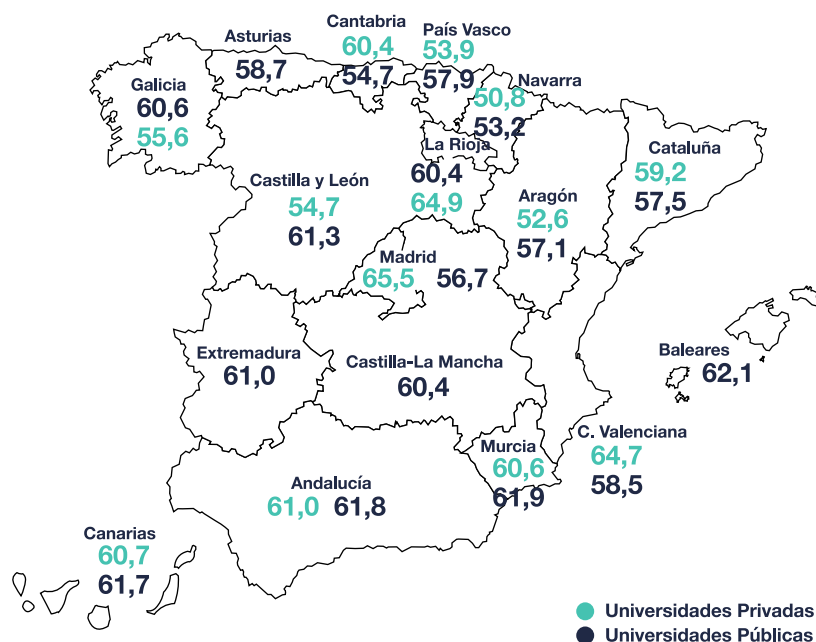 Cantabria
60,4
54,7
País Vasco
53,9
57,9
Asturias
58,7
Navarra
50,8
53,2
Galicia
60,6
55,6
La Rioja
60,4
64,9
Cataluña
59,2
57,5
Castilla y León
54,7
61,3
Aragón
52,6
57,1
Madrid
65,5 56,7
Extremadura
61,0
Castilla-La Mancha
60,4
Baleares
62,1
C. Valenciana
64,7
58,5
Murcia
60,6
61,9
Andalucía
61,0 61,8
Canarias
60,7
61,7
Universidades Privadas
Universidades Públicas